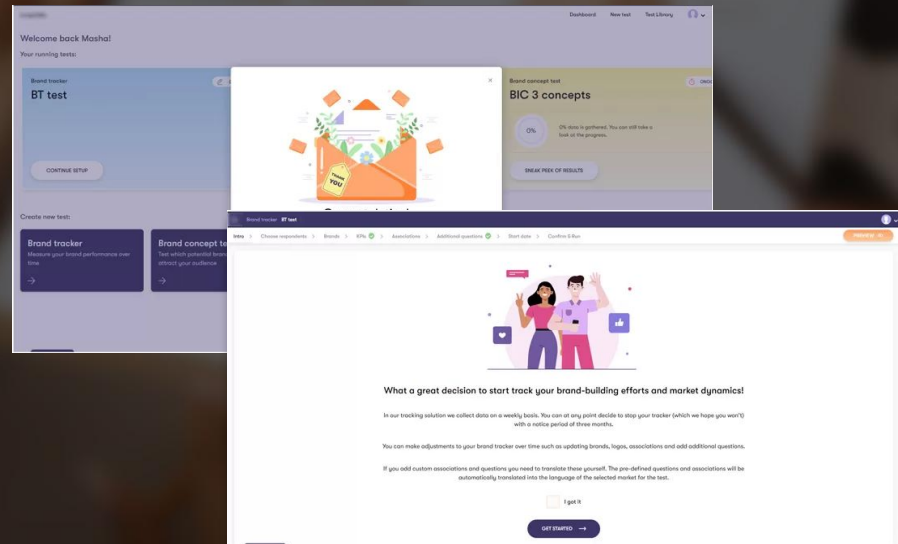 Dashboard New test Test Library
Welcome back Masha!
Your running tests:
Brand tracker
BT test
CONTINUE SETUP
THANK YOU
Brand concept test
BIC 3 concepts
0%
0% data is gathered. You can still take a
look at the progress.
SNEAK PEEK OF RESULTS
Create new test:
Brand tracker
Measure your brand performance over
time
Brand concept te
Test which potential bran
attract your audience
Brand tracker BT test
Intro > Choose respondents > Brands > KPIs > Associations > Additional questions > Start date > Confirm & Run
PREVIEW
What a great decision to start track your brand-building efforts and market dynamics!
In our tracking solution we collect data on a weekly basis. You can at any point decide to stop your tracker (which we hope you won't)
with a notice period of three months.
You can make adjustments to your brand tracker over time such as updating brands, logos, associations and add additional questions.
If you add custom associations and questions you need to translate these yourself. The pre-defined questions and associations will be
automatically translated into the language of the selected market for the test.
I got it
GET STARTED →